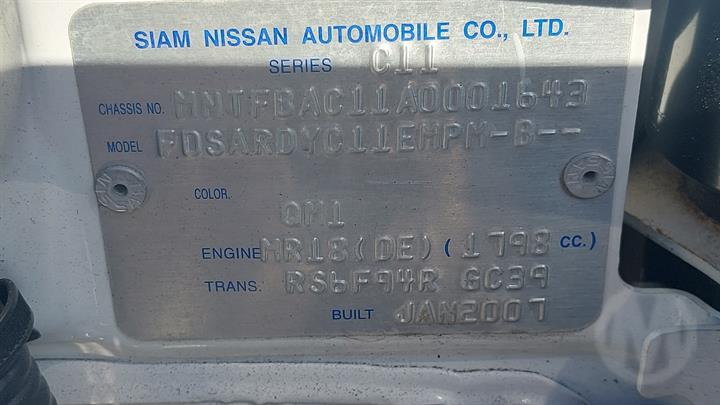 SIAM NISSAN AUTOMOBILE CO., LTD.
SERIES C11
CHASSIS NO. MNTFBAC11A0001643
MODEL FDSARDYC11EMPM-B--
COLOR. QM1
ENGINE MR18(DE) (1798 CC.)
TRANS. RS6F94R GC39
BUILT JAN2007
M